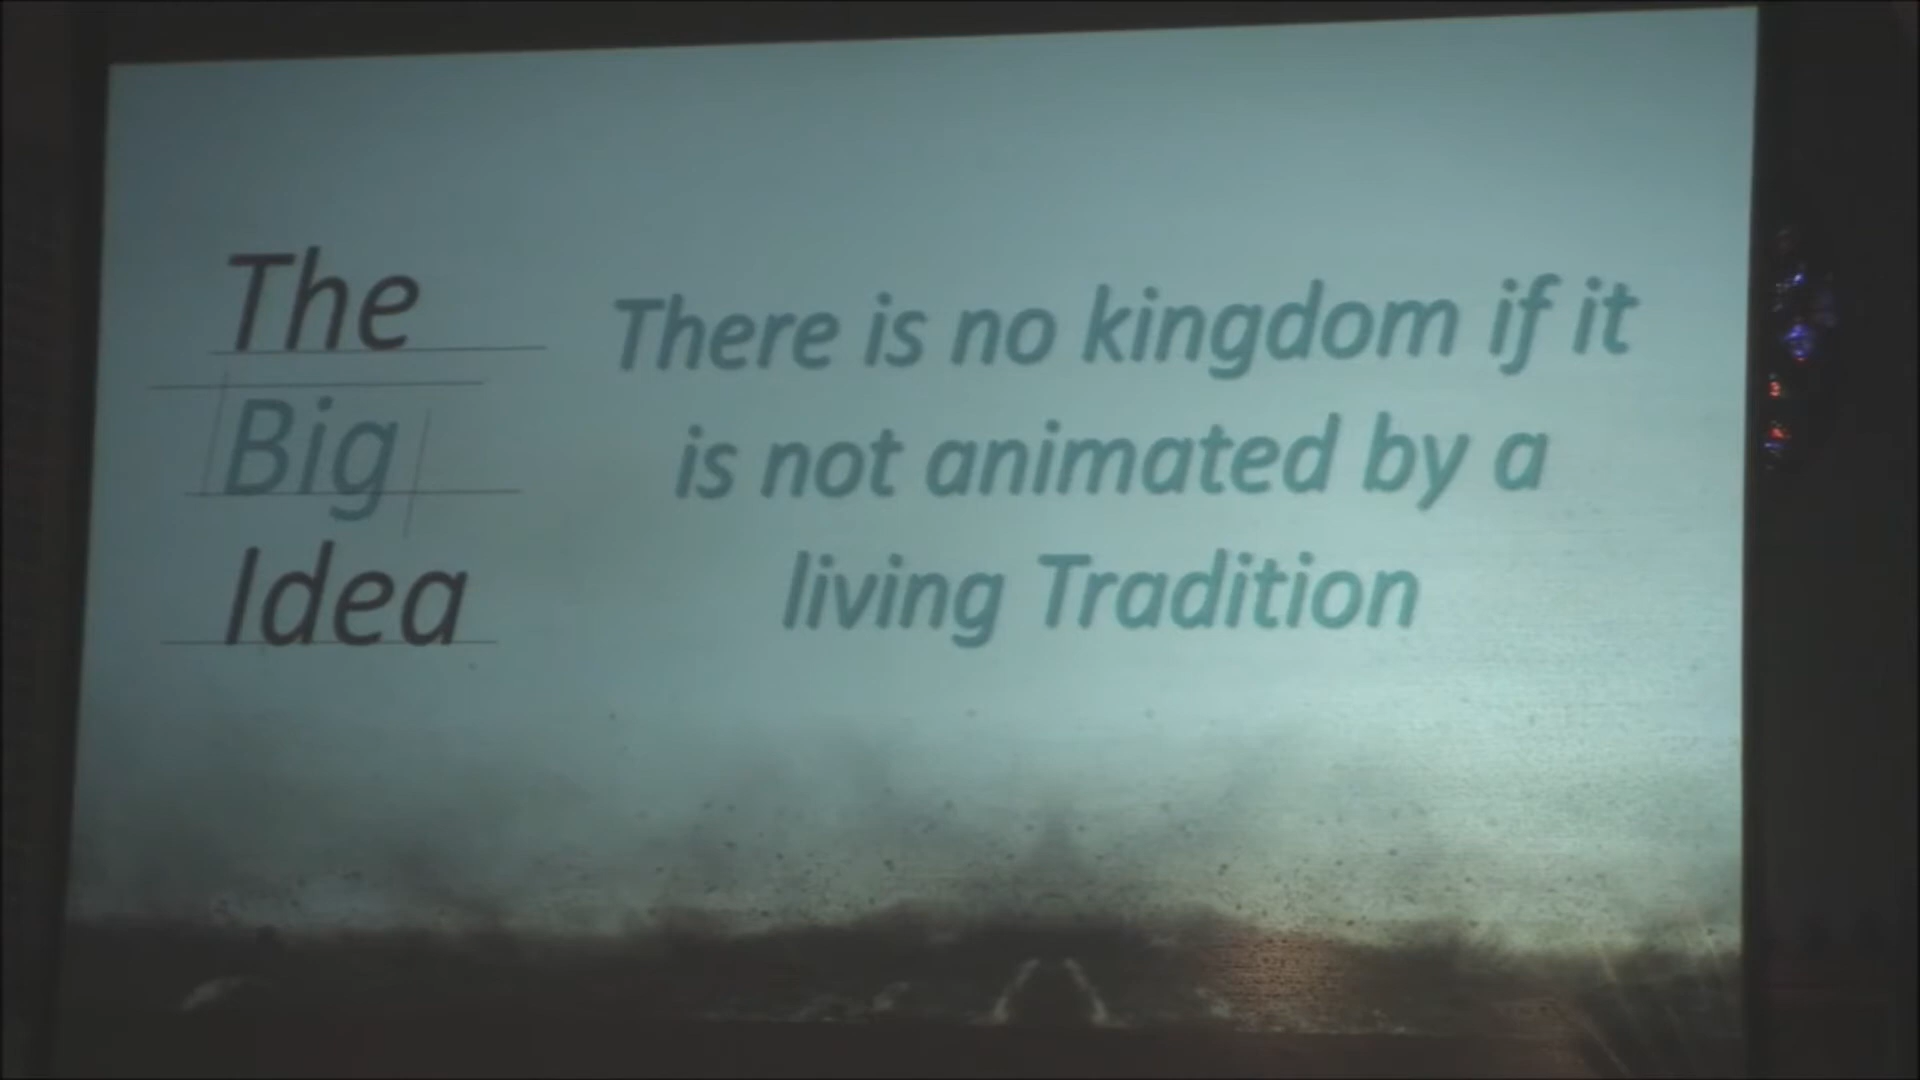 The
Big
Idea
There is no kingdom if it
is not animated by a
living Tradition